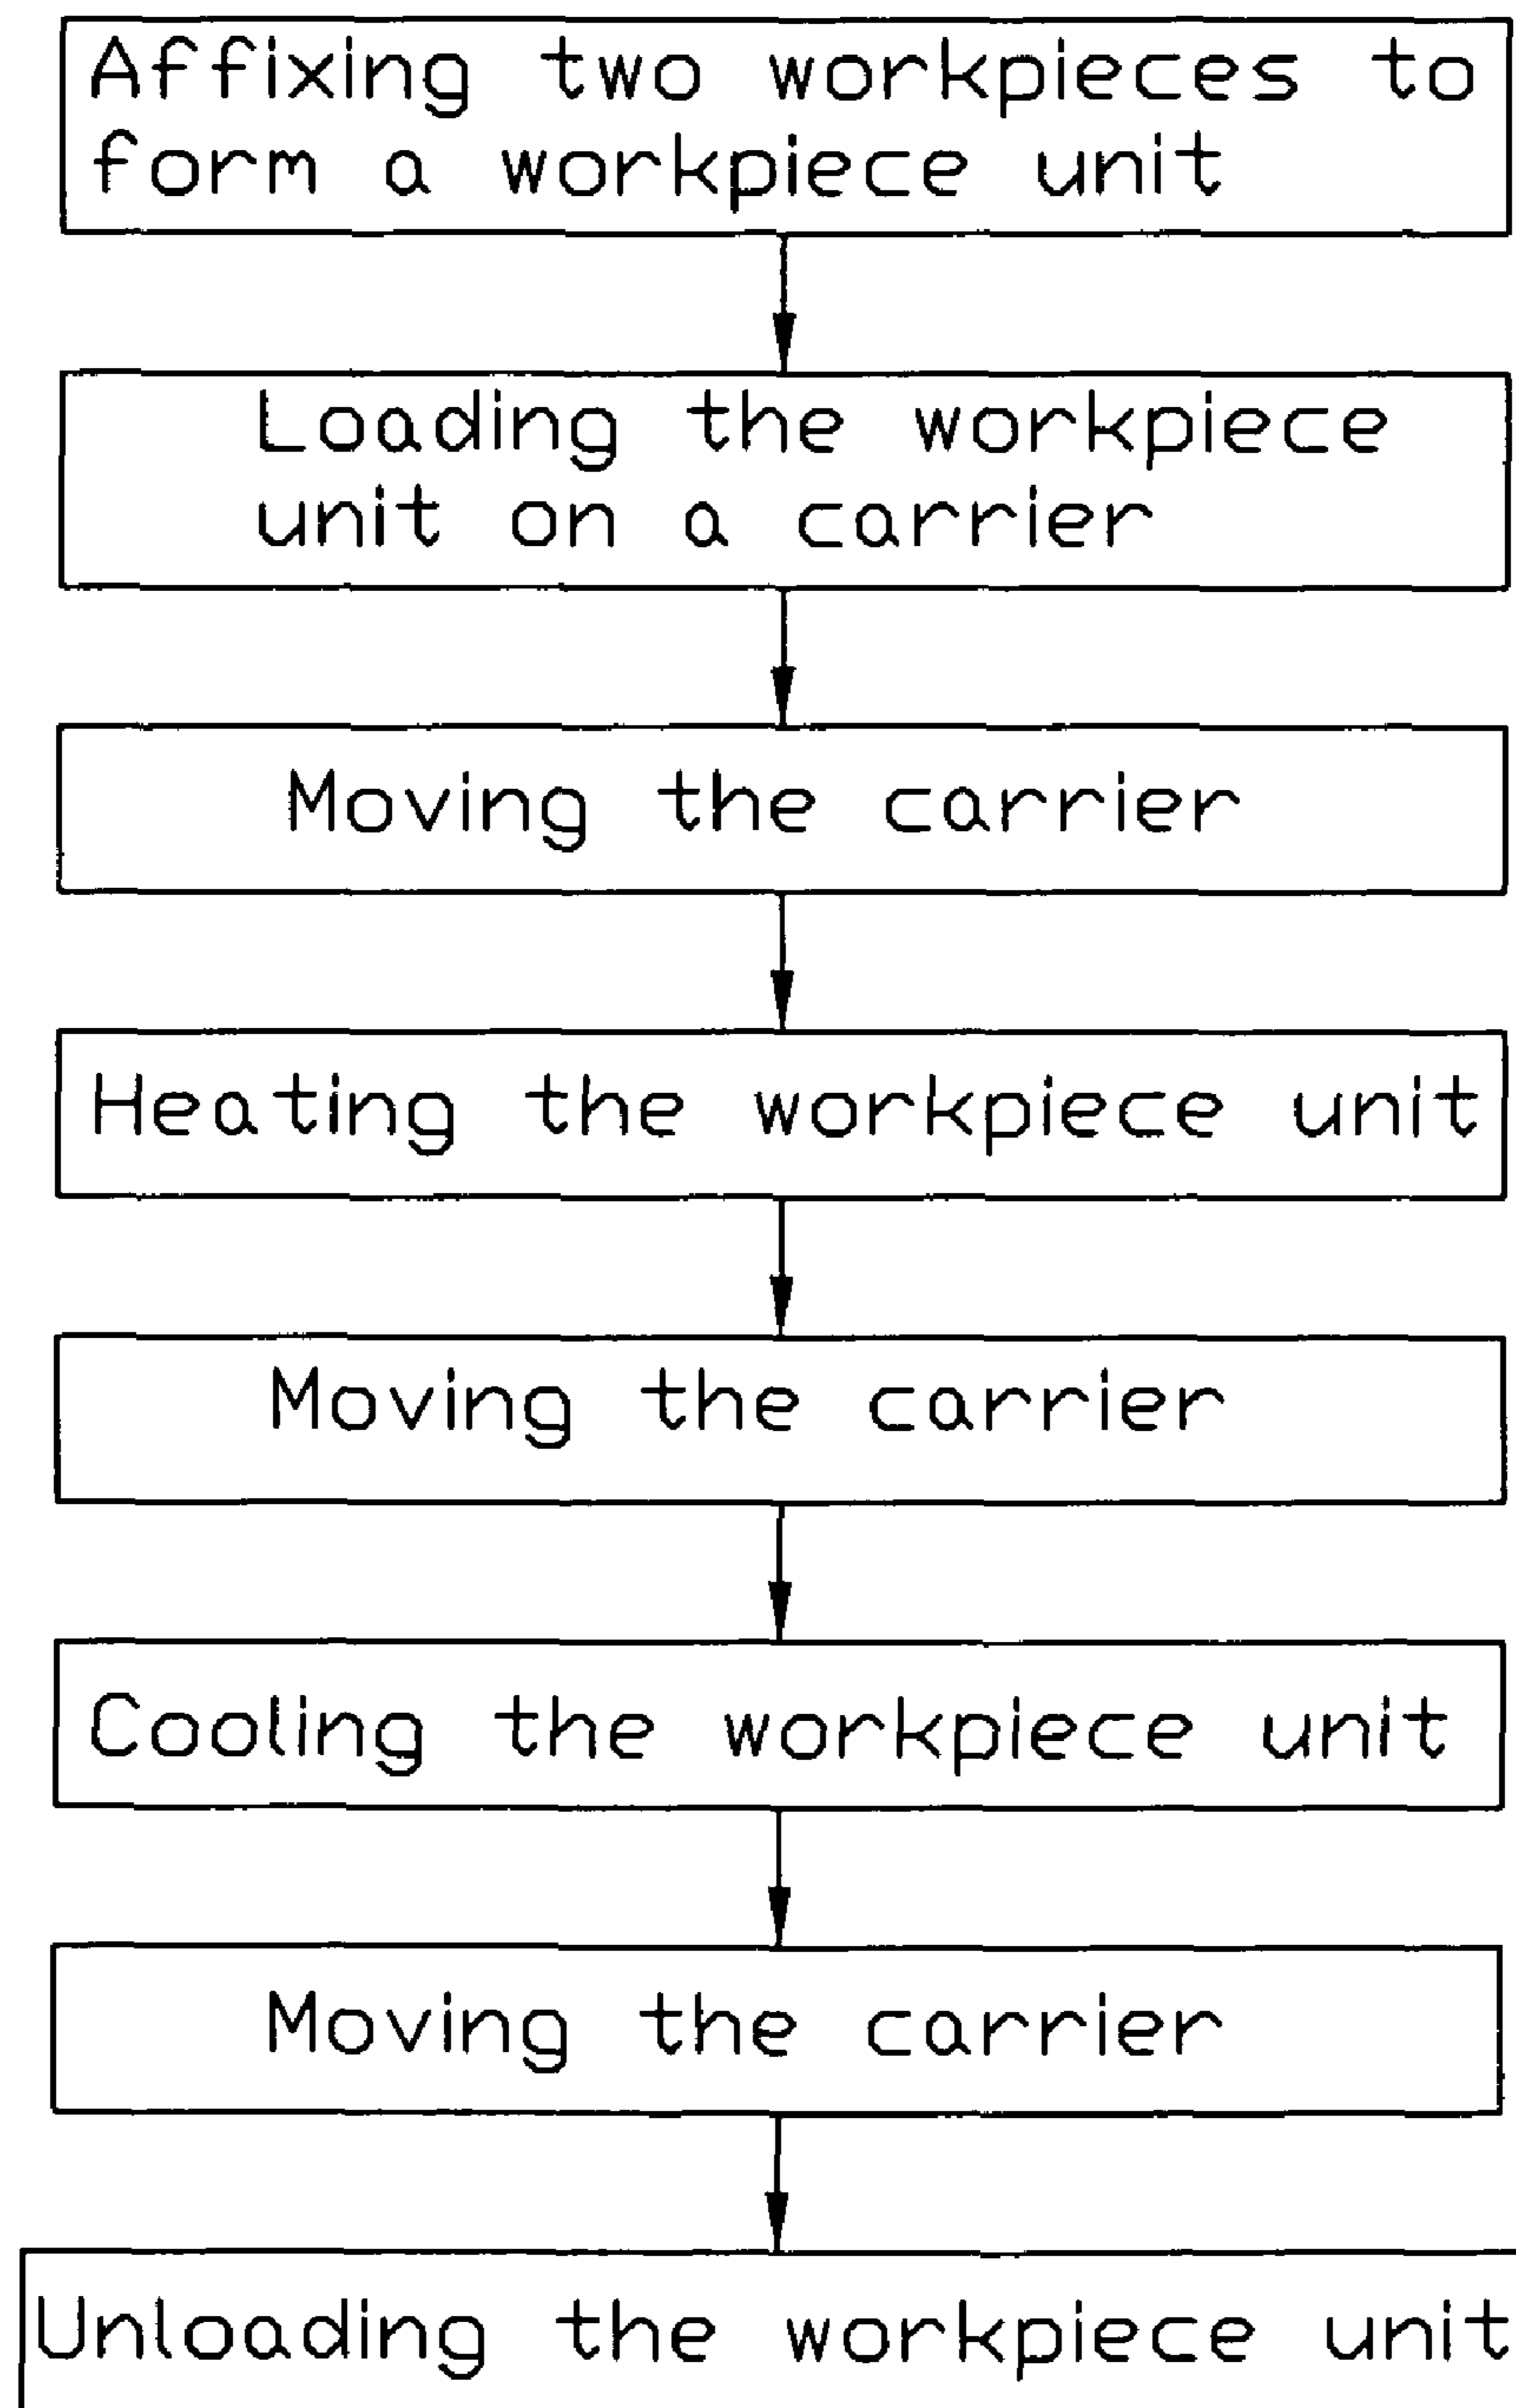 Affixing two workpieces to
form a workpiece unit
Loading the workpiece
unit on a carrier
Moving the carrier
Heating the workpiece unit
Moving the carrier
Cooling the workpiece unit
Moving the carrier
Unloading the workpiece unit